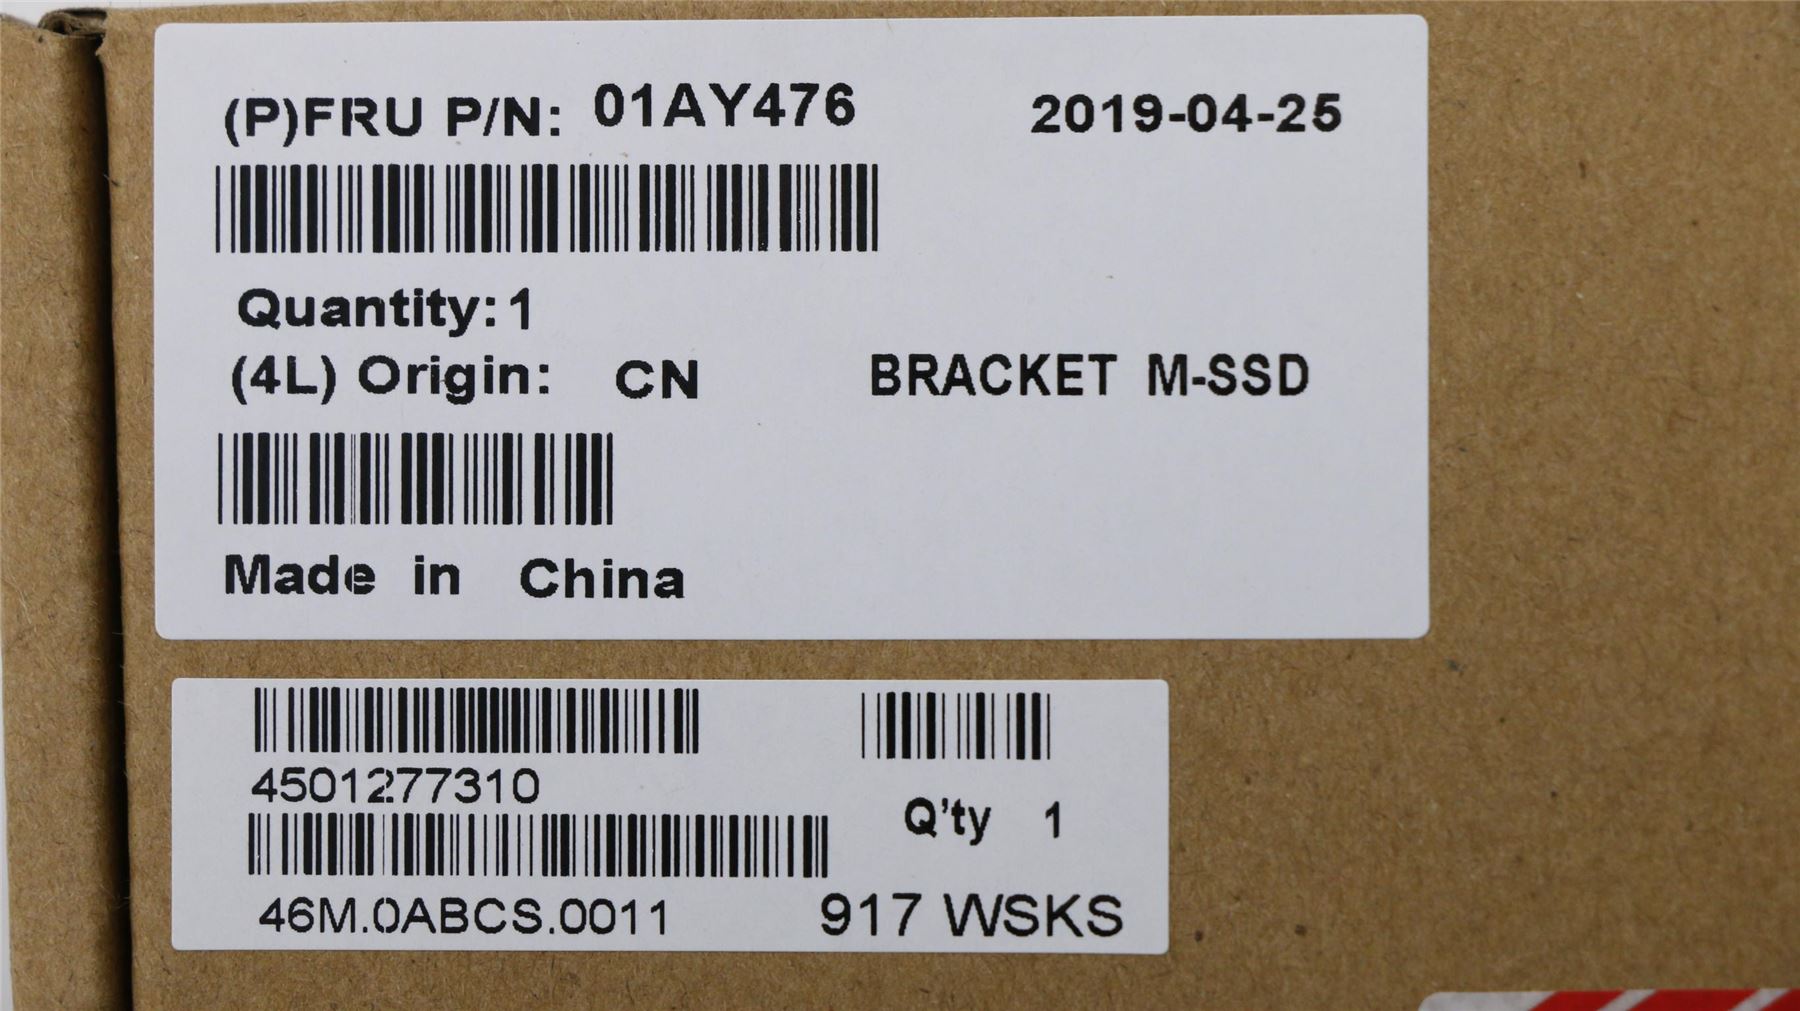 (P)FRU P/N: 01AY476 2019-04-25
Quantity: 1
(4L) Origin: CN BRACKET M-SSD
Made in China
4501277310
Q'ty 1
46M.0ABCS.0011 917 WSKS